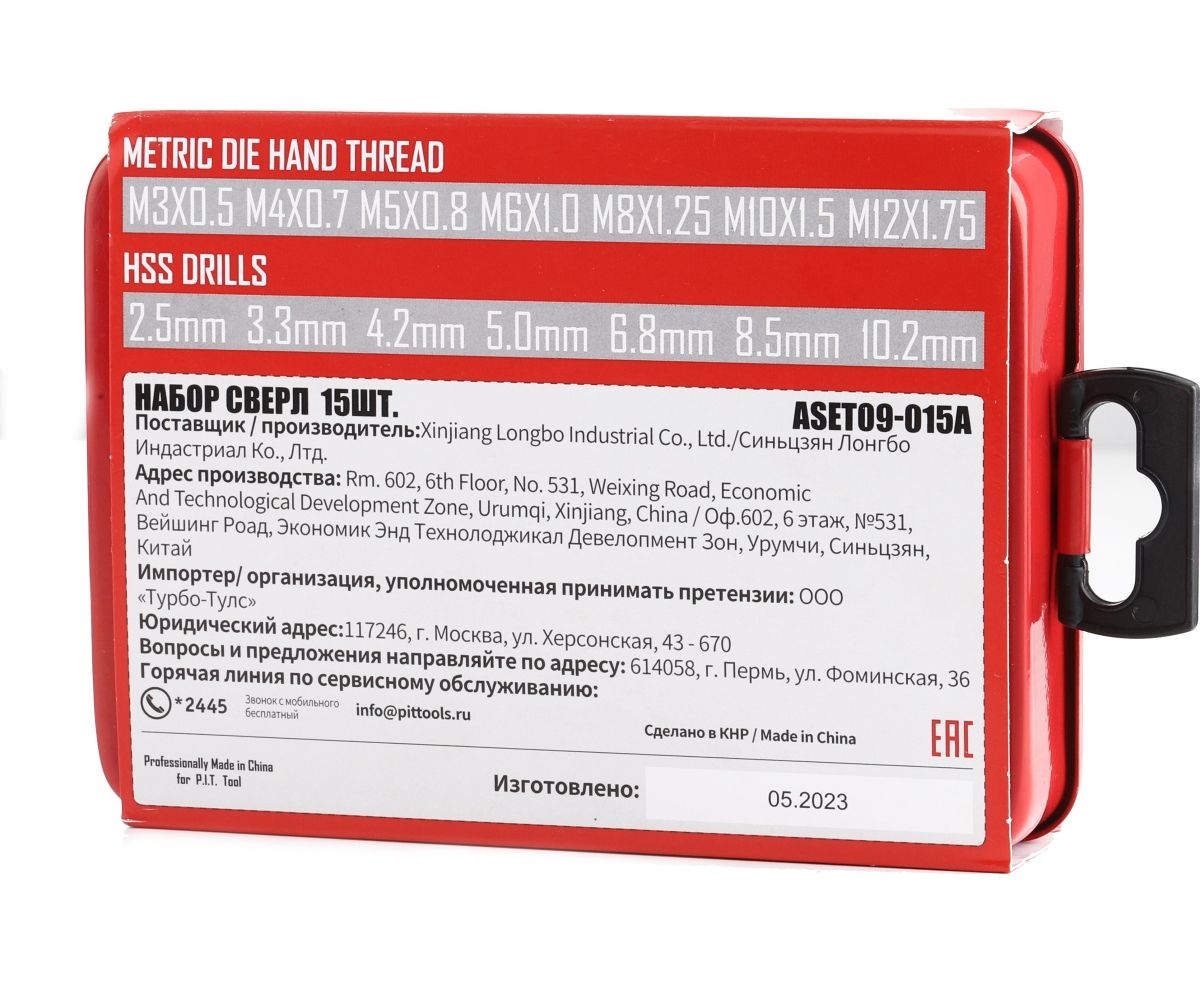 METRIC DIE HAND THREAD
M3X0.5 M4X0.7 M5X0.8 M6X1.0 M8X1.25 M10X1.5 M12X1.75
HSS DRILLS
2.5mm 3.3mm 4.2mm 5.0mm 6.8mm 8.5mm 10.2mm
НАБОР СВЕРЛ 15ШТ. ASET09-015A
Поставщик / производитель:Xinjiang Longbo Industrial Co., Ltd./Синьцзян Лонгбо
Индастриал Ко., Лтд.
Адрес производства: Rm. 602, 6th Floor, No. 531, Weixing Road, Economic
And Technological Development Zone, Urumqi, Xinjiang, China / Оф.602, 6 этаж, №531,
Вейшинг Роад, Экономик Энд Технолоджикал Девелопмент Зон, Урумчи, Синьцзян,
Китай
Импортер/ организация, уполномоченная принимать претензии: ООО
«Турбо-Тулс»
Юридический адрес:117246, г. Москва, ул. Херсонская, 43 - 670
Вопросы и предложения направляйте по адресу: 614058, г. Пермь, ул. Фоминская, 36
Горячая линия по сервисному обслуживанию:
*2445 Звонок с мобильного
бесплатный
info@pittools.ru
Сделано в КНР / Made in China
EAC
Professionally Made in China
for P.I.T. Tool
Изготовлено: 05.2023